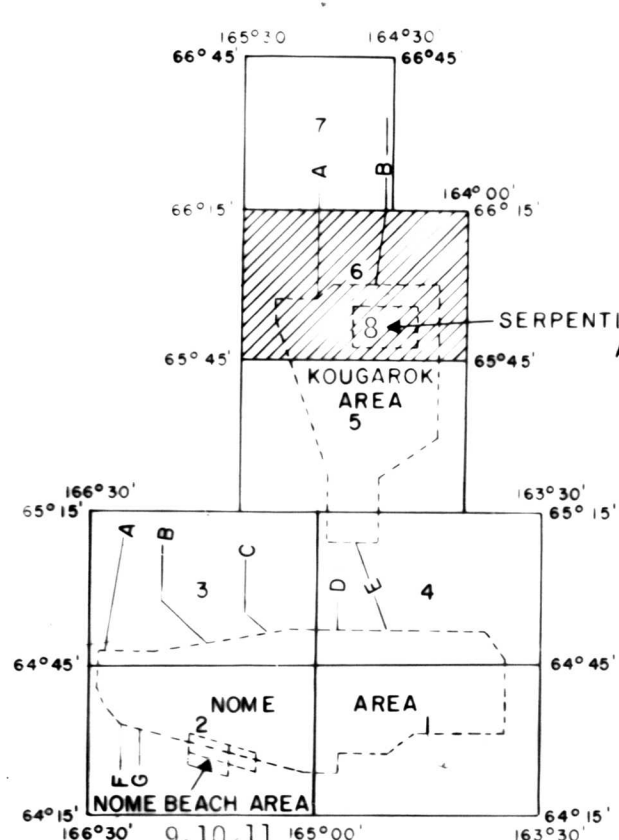 165°30' 164°30'
66°45' 66°45'
7
A B
164°00'
66°15' 66°15'
6
8 SERPENTI
65°45' 65°45'
A
KOUGAROK
AREA
5
166°30' 163°30'
65°15' 65°15'
A B C D E
3 4
64°45' 64°45'
NOME AREA
2 1
F G
NOME BEACH AREA
64°15' 64°15'
166°30' 9, 10, 11 165°00' 163°30'